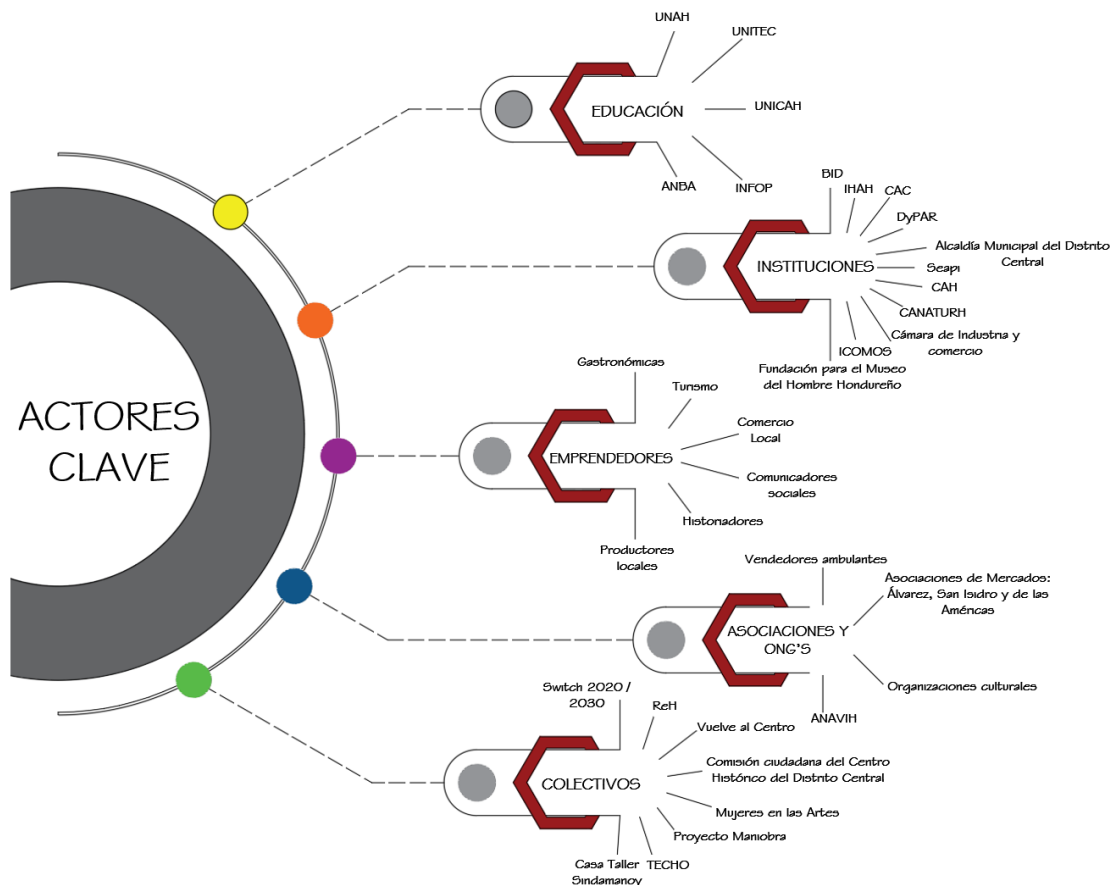 ACTORES
CLAVE
EDUCACIÓN
UNAH
UNITEC
UNICAH
INFOP
ANBA
INSTITUCIONES
BID
IHAH
CAC
DyPAR
Alcaldía Municipal del Distrito
Central
Seapi
CAH
CANATURH
Cámara de Industria y
comercio
ICOMOS
Fundación para el Museo
del Hombre Hondureño
EMPRENDEDORES
Gastronómicas
Turismo
Comercio
Local
Comunicadores
sociales
Historiadores
Productores
locales
ASOCIACIONES Y
ONG'S
Vendedores ambulantes
Asociaciones de Mercados:
Álvarez, San Isidro y de las
Américas
Organizaciones culturales
ANAVIH
COLECTIVOS
Switch 2020 /
2030
ReH
Vuelve al Centro
Comisión ciudadana del Centro
Histórico del Distrito Central
Mujeres en las Artes
Proyecto Maniobra
TECHO
Casa Taller
Sindamanoy